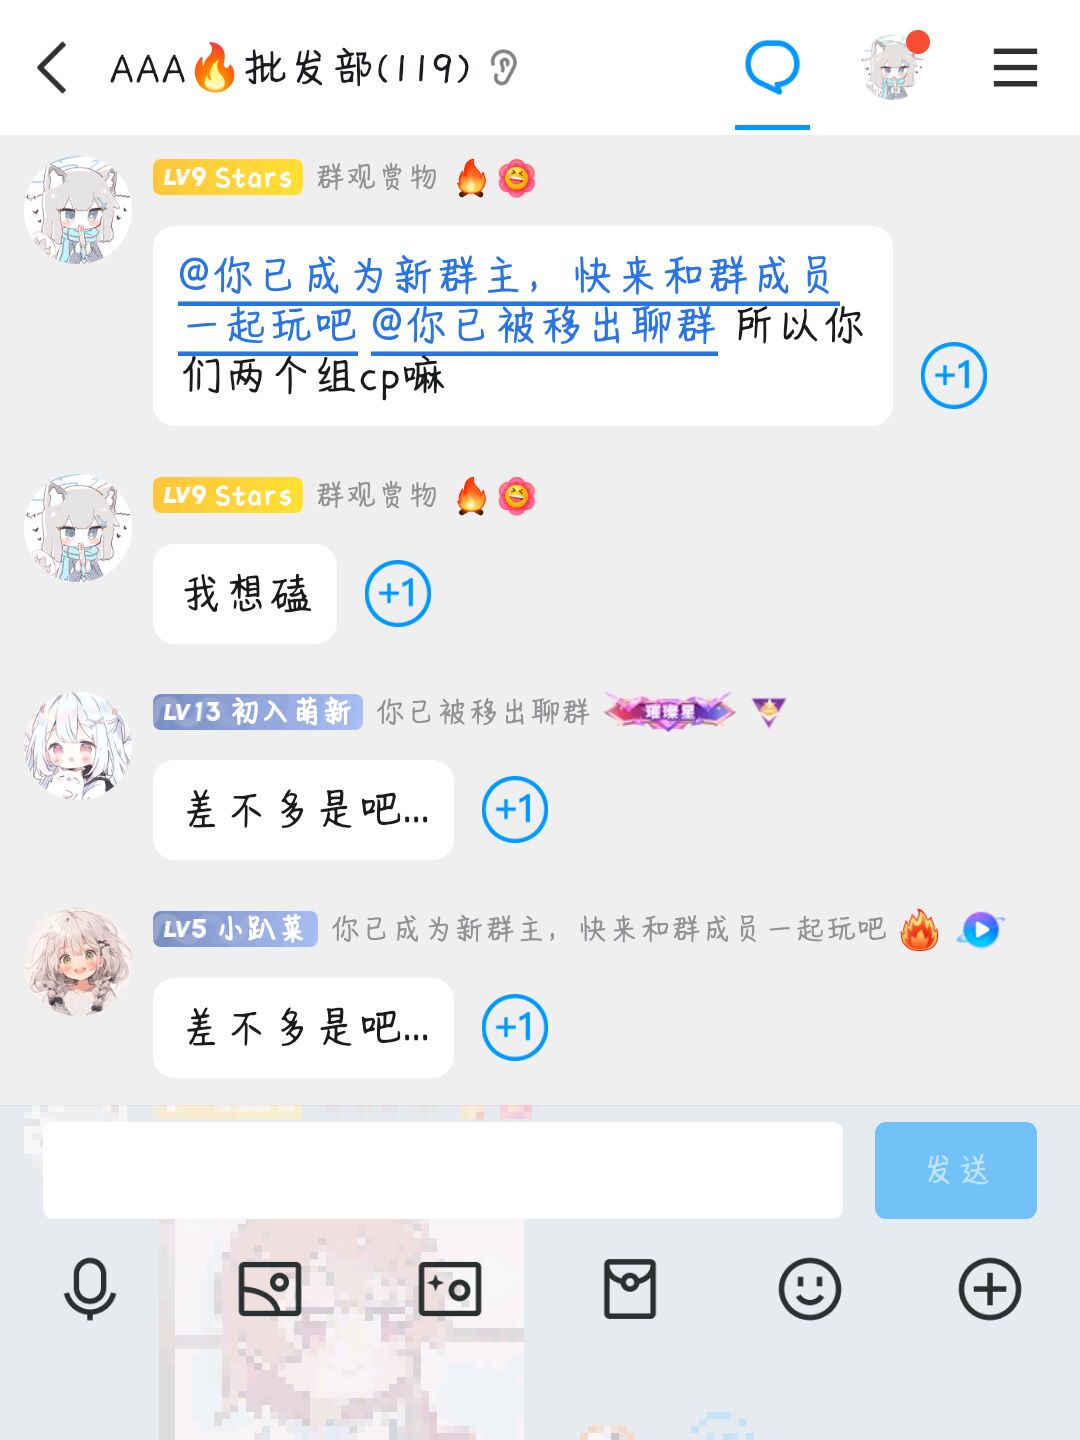 AAA🔥批发部(119)
LV9 Stars 群观赏物
@你已成为新群主，快来和群成员
一起玩吧 @你已被移出聊群 所以你
们两个组cp嘛
+1
LV9 Stars 群观赏物
我想磕
+1
LV13 初入萌新 你已被移出聊群 璀璨星
差不多是吧...
+1
LV5 小趴菜 你已成为新群主，快来和群成员一起玩吧
差不多是吧...
+1
发送